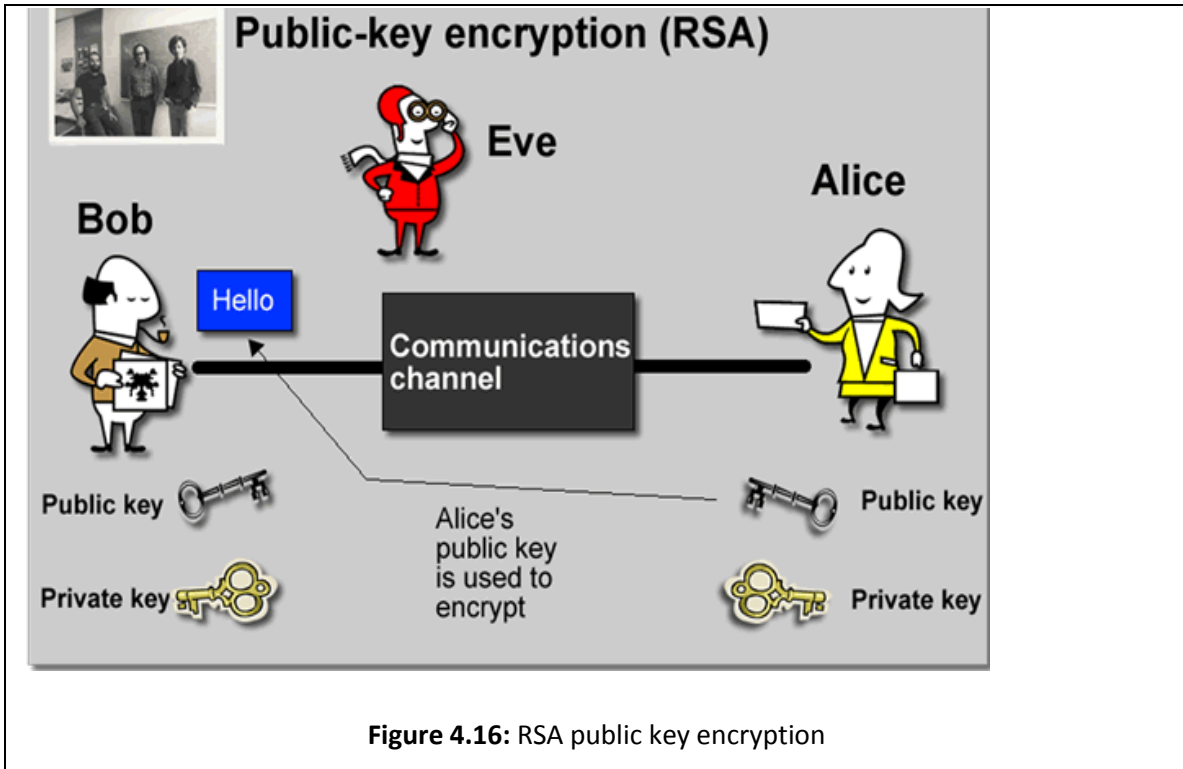 Public-key encryption (RSA)
Eve
Alice
Bob
Hello
Communications
channel
Public key
Public key
Alice's
public key
is used to
encrypt
Private key
Private key
Figure 4.16: RSA public key encryption